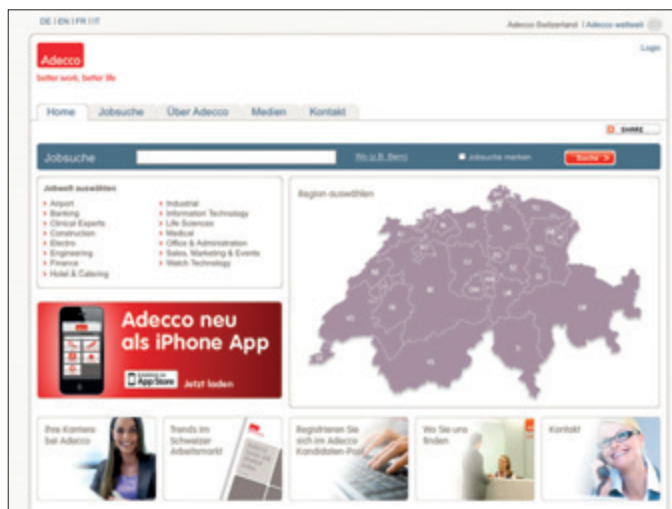 DE | EN | FR | IT
Adecco Switzerland | Adecco weltweit
Login
Adecco
better work, better life
Home Jobsuche Über Adecco Medien Kontakt
SHARE
Jobsuche Wo (z.B. Bern) Jobsuche merken Suche >
Jobwelt auswählen
Airport
Banking
Clinical Experts
Construction
Electro
Engineering
Finance
Hotel & Catering
Industrial
Information Technology
Life Sciences
Medical
Office & Administration
Sales, Marketing & Events
Watch Technology
Region auswählen
Adecco neu
als iPhone App
App Store
Jetzt laden
Ihre Karriere
bei Adecco
Trends im
Schweizer
Arbeitsmarkt
Registrieren Sie
sich im Adecco
Kandidaten-Pool
Wo Sie uns
finden
Kontakt